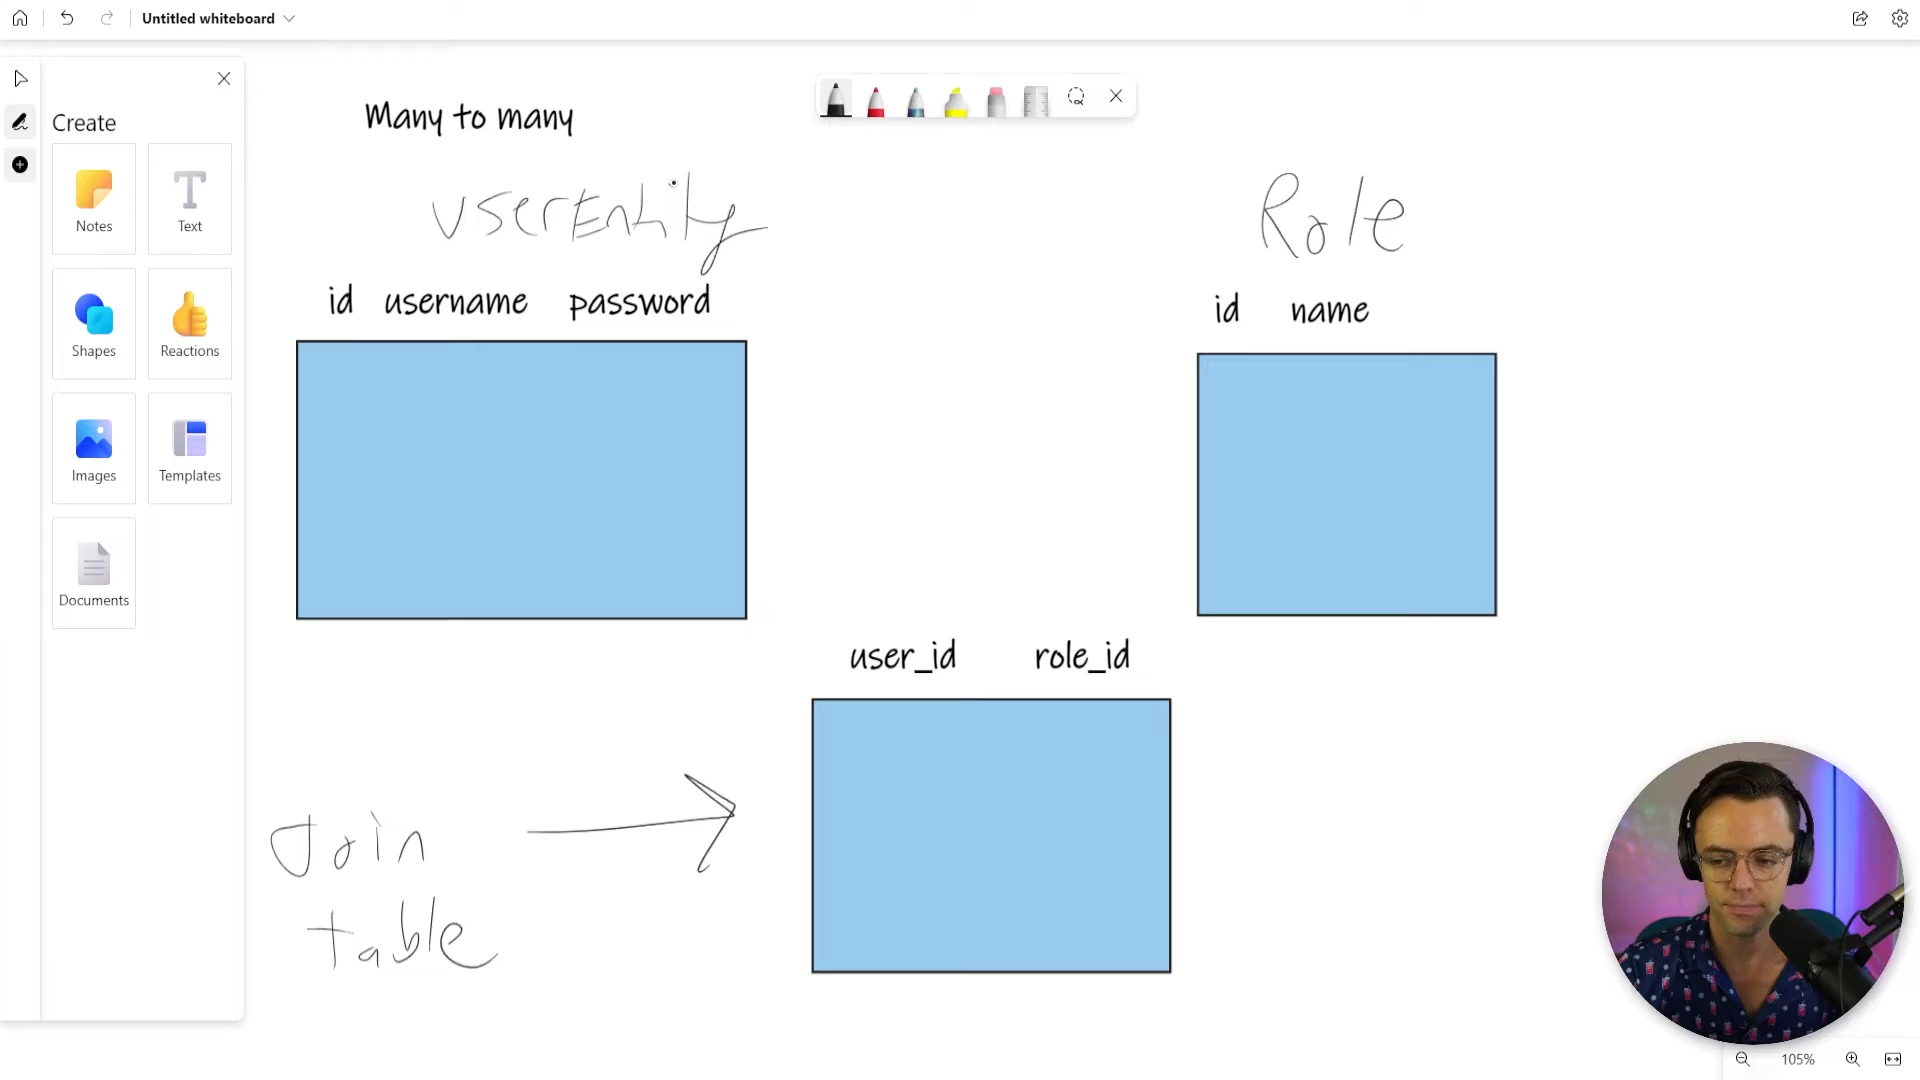 Untitled whiteboard
Create
Notes
Text
Shapes
Reactions
Images
Templates
Documents
Many to many
UserEntity
Role
id username password
id name
user_id role_id
Join
table
105%